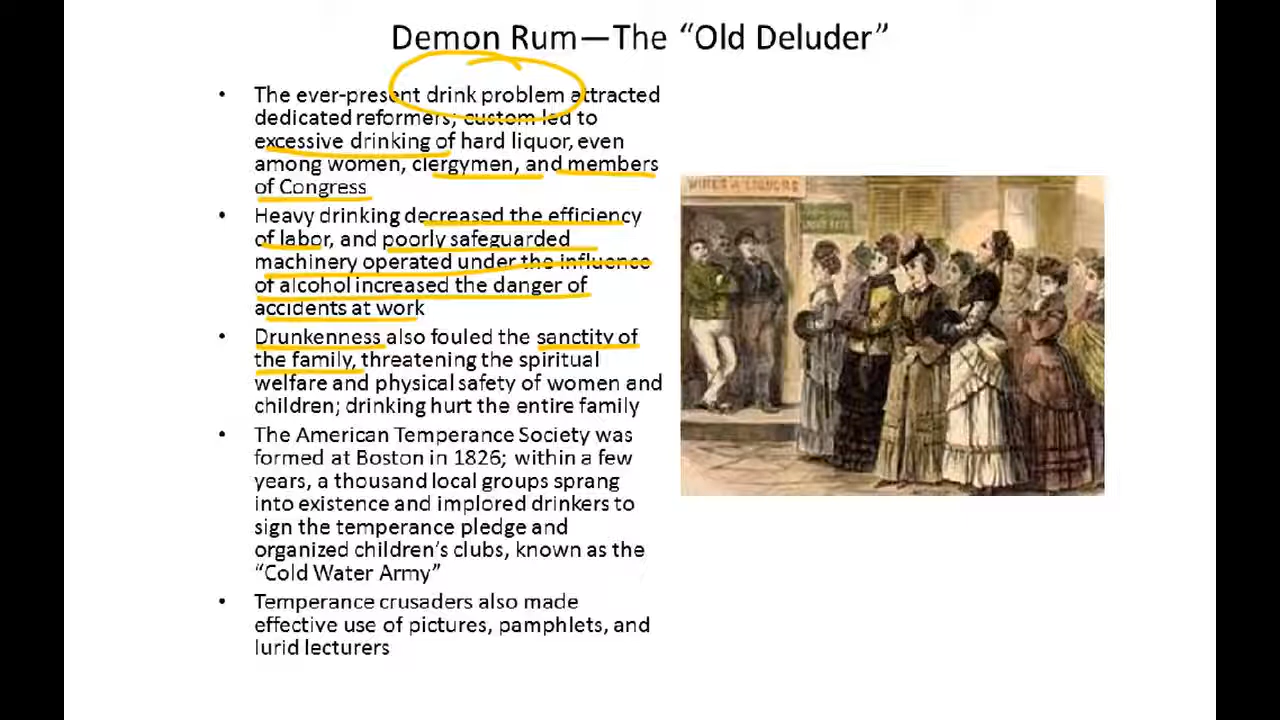 Demon Rum—The “Old Deluder”
• The ever-present drink problem attracted
dedicated reformers; custom led to
excessive drinking of hard liquor, even
among women, clergymen, and members
of Congress
• Heavy drinking decreased the efficiency
of labor, and poorly safeguarded
machinery operated under the influence
of alcohol increased the danger of
accidents at work
• Drunkenness also fouled the sanctity of
the family, threatening the spiritual
welfare and physical safety of women and
children; drinking hurt the entire family
• The American Temperance Society was
formed at Boston in 1826; within a few
years, a thousand local groups sprang
into existence and implored drinkers to
sign the temperance pledge and
organized children’s clubs, known as the
“Cold Water Army”
• Temperance crusaders also made
effective use of pictures, pamphlets, and
lurid lecturers
WINES & LIQUORS